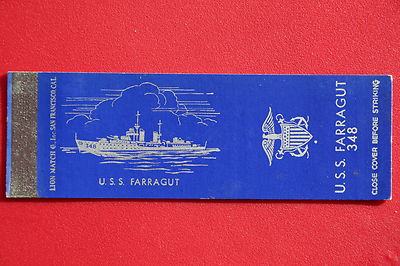 LION MATCH Co., Inc. SAN FRANCISCO, CAL.
348
U.S.S. FARRAGUT
U.S.S. FARRAGUT
348
CLOSE COVER BEFORE STRIKING